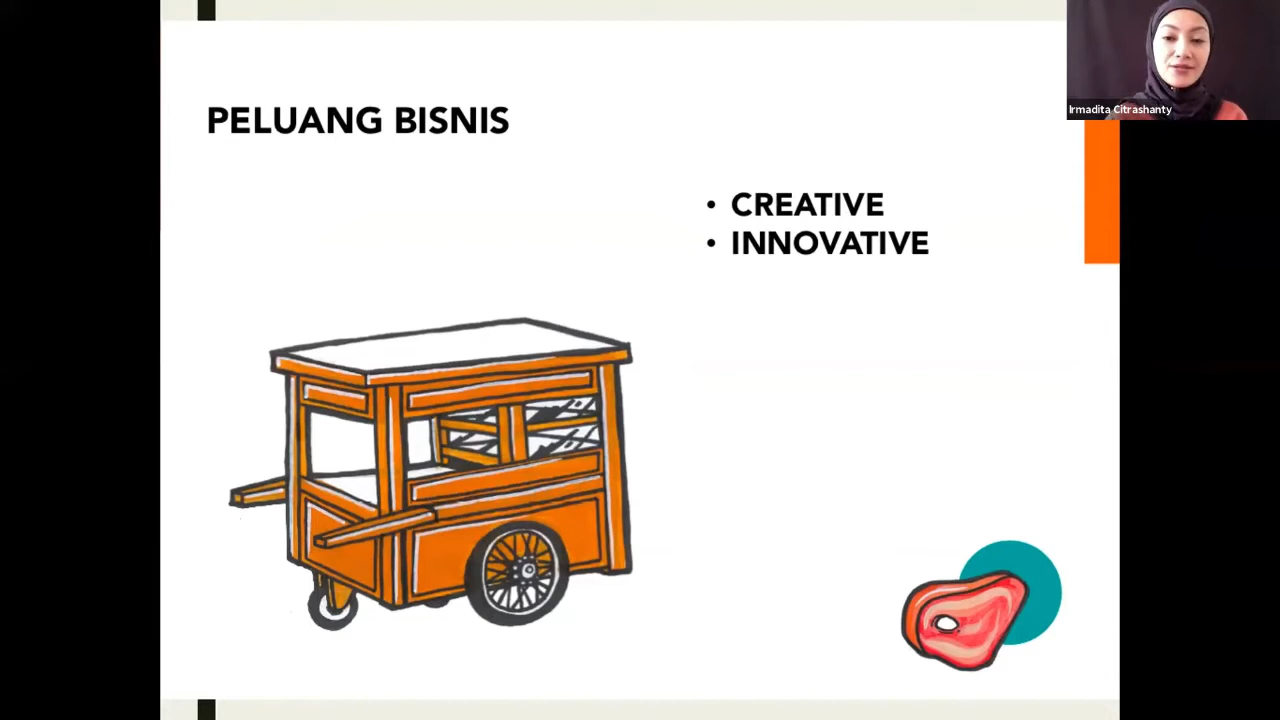 PELUANG BISNIS
• CREATIVE
• INNOVATIVE
Irmadita Citrashanty